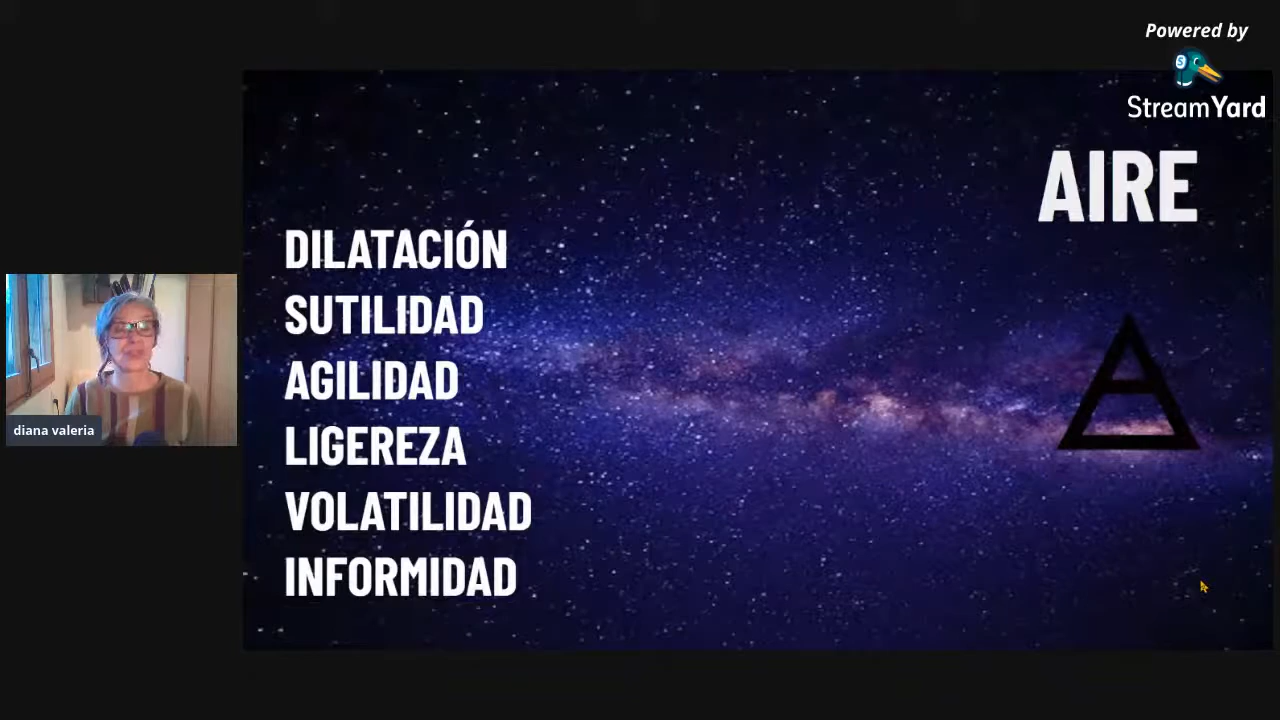 Powered by
StreamYard
AIRE
DILATACIÓN
SUTILIDAD
AGILIDAD
LIGEREZA
VOLATILIDAD
INFORMIDAD
diana valeria